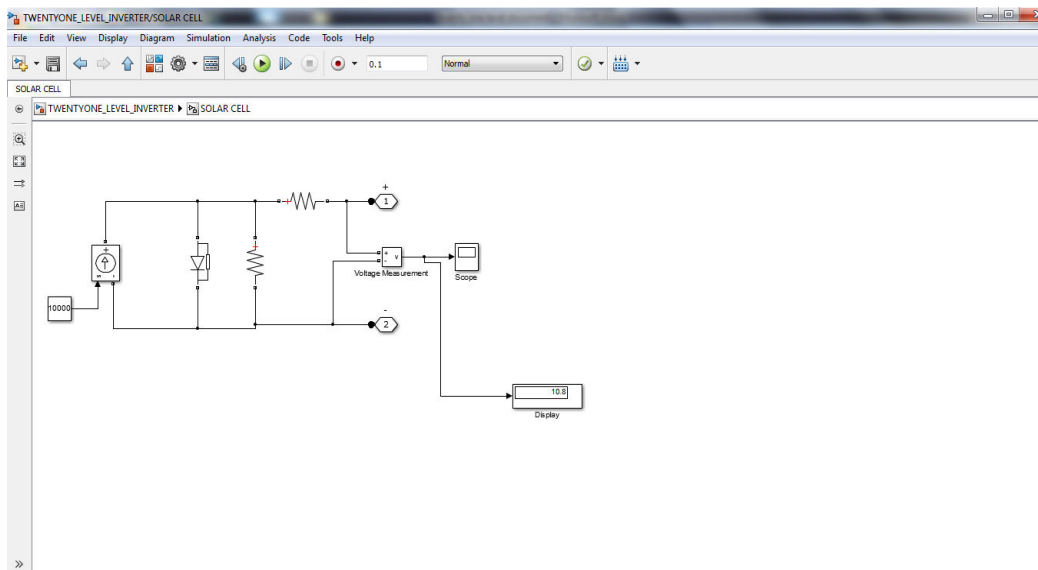 TWENTYONE_LEVEL_INVERTER/SOLAR CELL
File Edit View Display Diagram Simulation Analysis Code Tools Help
0.1 Normal
SOLAR CELL
TWENTYONE_LEVEL_INVERTER SOLAR CELL
+
1
+
-
v
Voltage Measurement
Scope
+
s
-
10000
-
2
10.8
Display